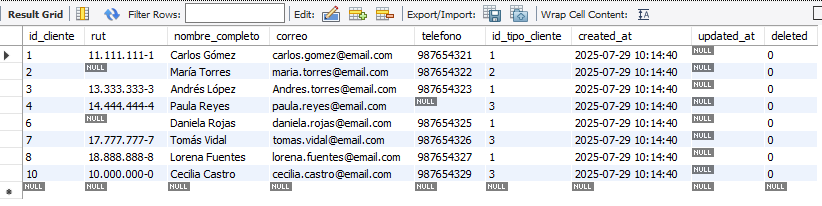 Result Grid Filter Rows: Edit: Export/Import: Wrap Cell Content: IA
id_cliente rut nombre_completo correo telefono id_tipo_cliente created_at updated_at deleted
1 11.111.111-1 Carlos Gómez carlos.gomez@email.com 987654321 1 2025-07-29 10:14:40 NULL 0
2 NULL María Torres maria.torres@email.com 987654322 2 2025-07-29 10:14:40 NULL 0
3 13.333.333-3 Andrés López Andres.torres@email.com 987654323 1 2025-07-29 10:14:40 NULL 0
4 14.444.444-4 Paula Reyes paula.reyes@email.com NULL 3 2025-07-29 10:14:40 NULL 0
6 NULL Daniela Rojas daniela.rojas@email.com 987654325 1 2025-07-29 10:14:40 NULL 0
7 17.777.777-7 Tomás Vidal tomas.vidal@email.com 987654326 3 2025-07-29 10:14:40 NULL 0
8 18.888.888-8 Lorena Fuentes lorena.fuentes@email.com 987654327 1 2025-07-29 10:14:40 NULL 0
10 10.000.000-0 Cecilia Castro cecilia.castro@email.com 987654329 3 2025-07-29 10:14:40 NULL 0
NULL NULL NULL NULL NULL NULL NULL NULL NULL